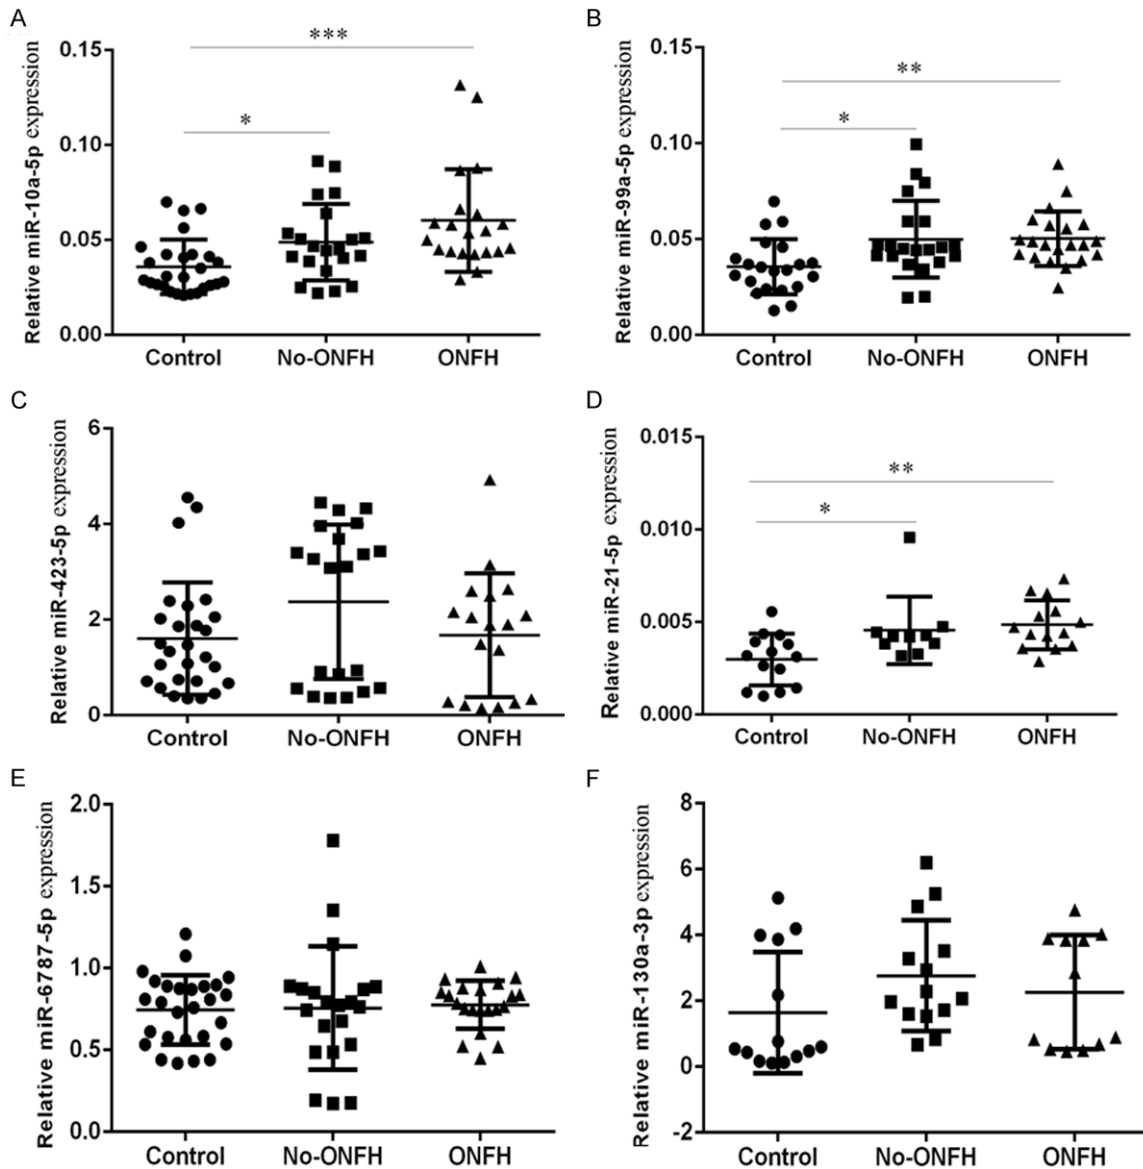 A
Relative miR-10a-5p expression
0.15
0.10
0.05
0.00
***
*
Control No-ONFH ONFH
B
Relative miR-99a-5p expression
0.15
0.10
0.05
0.00
**
*
Control No-ONFH ONFH
C
Relative miR-423-5p expression
6
4
2
0
Control No-ONFH ONFH
D
Relative miR-21-5p expression
0.015
0.010
0.005
0.000
**
*
Control No-ONFH ONFH
E
Relative miR-6787-5p expression
2.0
1.5
1.0
0.5
0.0
Control No-ONFH ONFH
F
Relative miR-130a-3p expression
8
6
4
2
0
-2
Control No-ONFH ONFH